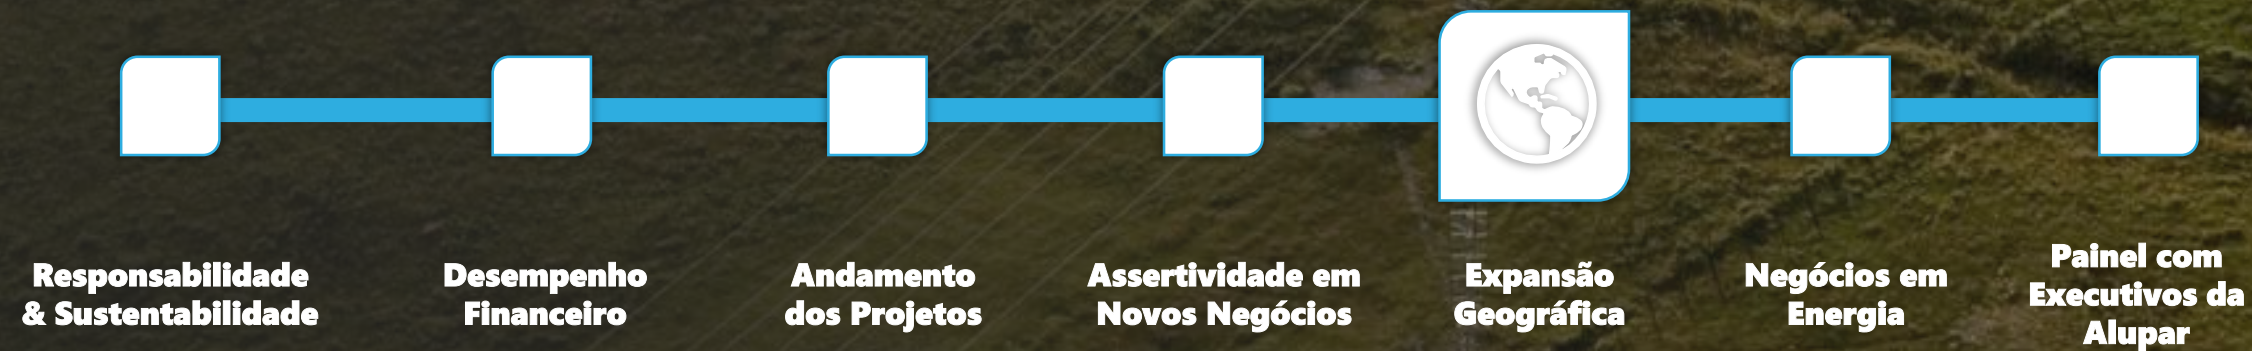 Responsabilidade
& Sustentabilidade
Desempenho
Financeiro
Andamento
dos Projetos
Assertividade em
Novos Negócios
Expansão
Geográfica
Negócios em
Energia
Painel com
Executivos da
Alupar